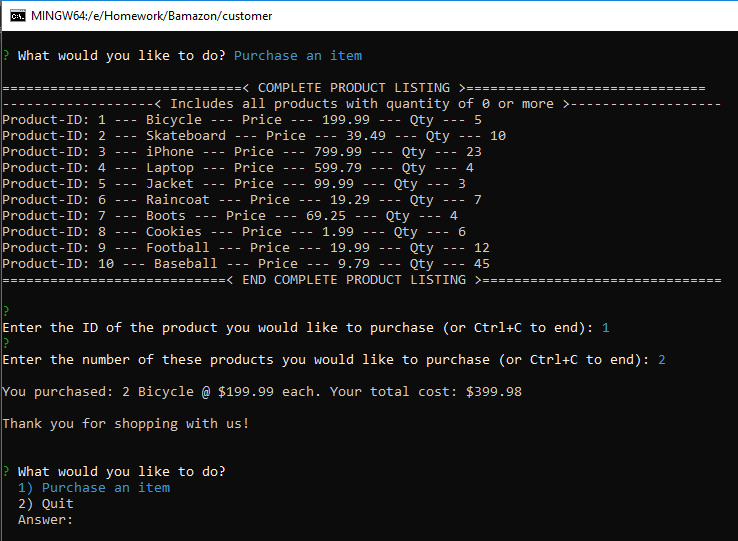 MINGW64:/e/Homework/Bamazon/customer
? What would you like to do? Purchase an item
==============================< COMPLETE PRODUCT LISTING >==============================
-------------------< Includes all products with quantity of 0 or more >-------------------
Product-ID: 1 --- Bicycle --- Price --- 199.99 --- Qty --- 5
Product-ID: 2 --- Skateboard --- Price --- 39.49 --- Qty --- 10
Product-ID: 3 --- iPhone --- Price --- 799.99 --- Qty --- 23
Product-ID: 4 --- Laptop --- Price --- 599.79 --- Qty --- 4
Product-ID: 5 --- Jacket --- Price --- 99.99 --- Qty --- 3
Product-ID: 6 --- Raincoat --- Price --- 19.29 --- Qty --- 7
Product-ID: 7 --- Boots --- Price --- 69.25 --- Qty --- 4
Product-ID: 8 --- Cookies --- Price --- 1.99 --- Qty --- 6
Product-ID: 9 --- Football --- Price --- 19.99 --- Qty --- 12
Product-ID: 10 --- Baseball --- Price --- 9.79 --- Qty --- 45
============================< END COMPLETE PRODUCT LISTING >==============================
?
Enter the ID of the product you would like to purchase (or Ctrl+C to end): 1
?
Enter the number of these products you would like to purchase (or Ctrl+C to end): 2
You purchased: 2 Bicycle @ $199.99 each. Your total cost: $399.98
Thank you for shopping with us!
? What would you like to do?
1) Purchase an item
2) Quit
Answer: